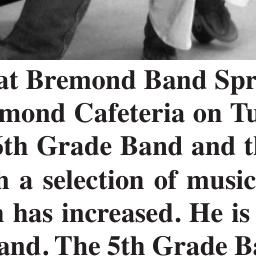 at Bremond Band Spr
mond Cafeteria on Tu
6th Grade Band and th
h a selection of music
n has increased. He is
and. The 5th Grade Ba